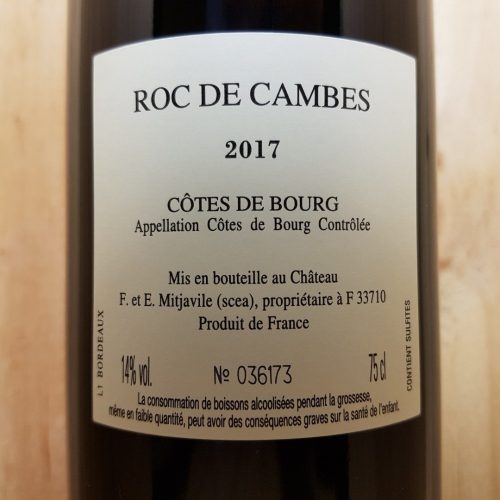 ROC DE CAMBES
2017
CÔTES DE BOURG
Appellation Côtes de Bourg Contrôlée
Mis en bouteille au Château
F. et E. Mitjavile (scea), propriétaire à F 33710
Produit de France
L1 BORDEAUX
14% vol.
№ 036173
75 cl
CONTIENT SULFITES
La consommation de boissons alcoolisées pendant la grossesse,
même en faible quantité, peut avoir des conséquences graves sur la santé de l'enfant.